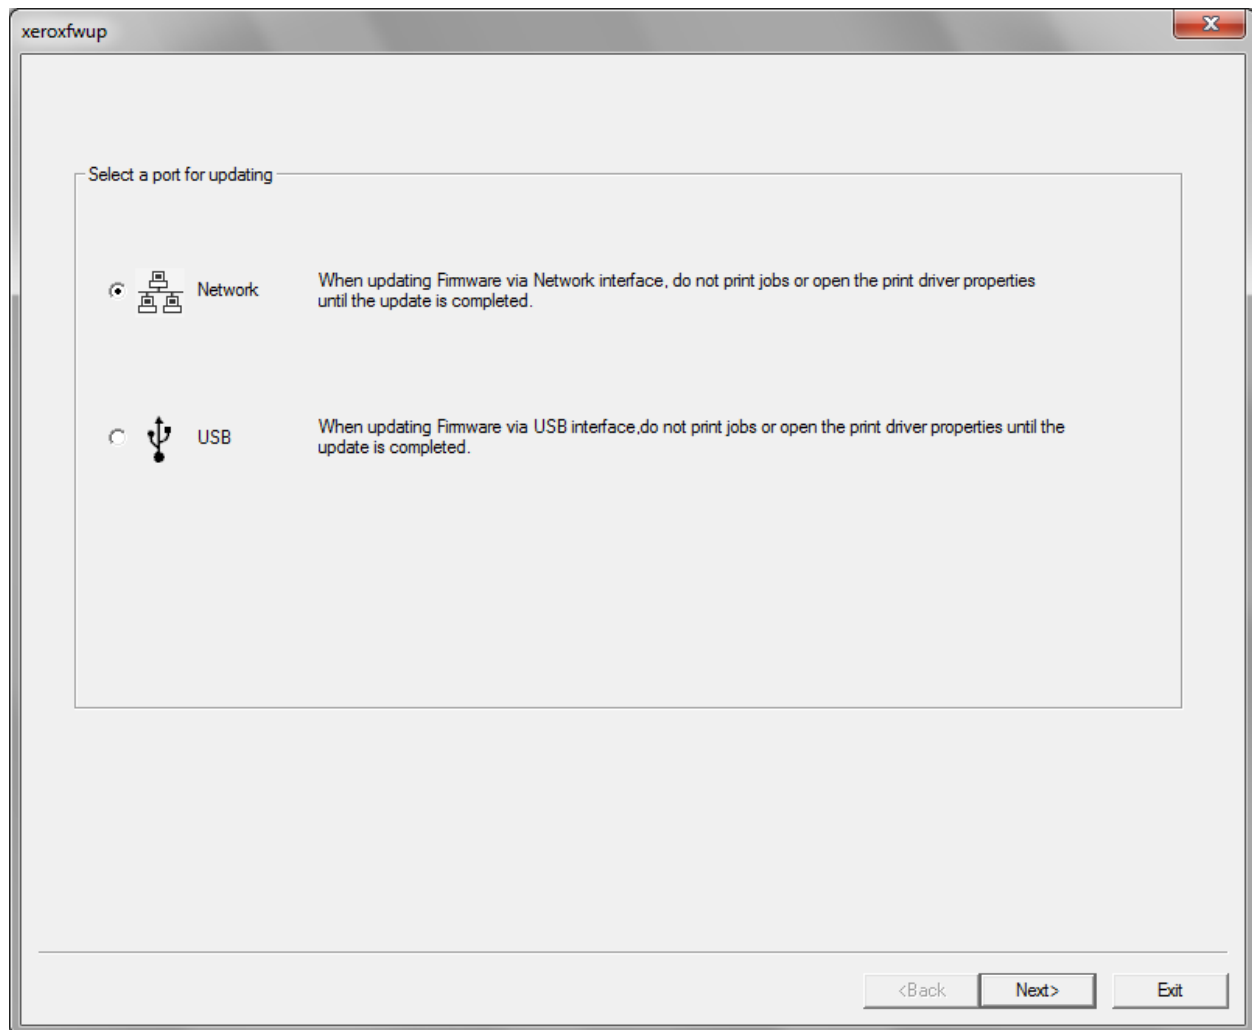 xeroxfwup
Select a port for updating
Network
When updating Firmware via Network interface, do not print jobs or open the print driver properties
until the update is completed.
USB
When updating Firmware via USB interface,do not print jobs or open the print driver properties until the
update is completed.
<Back
Next>
Exit